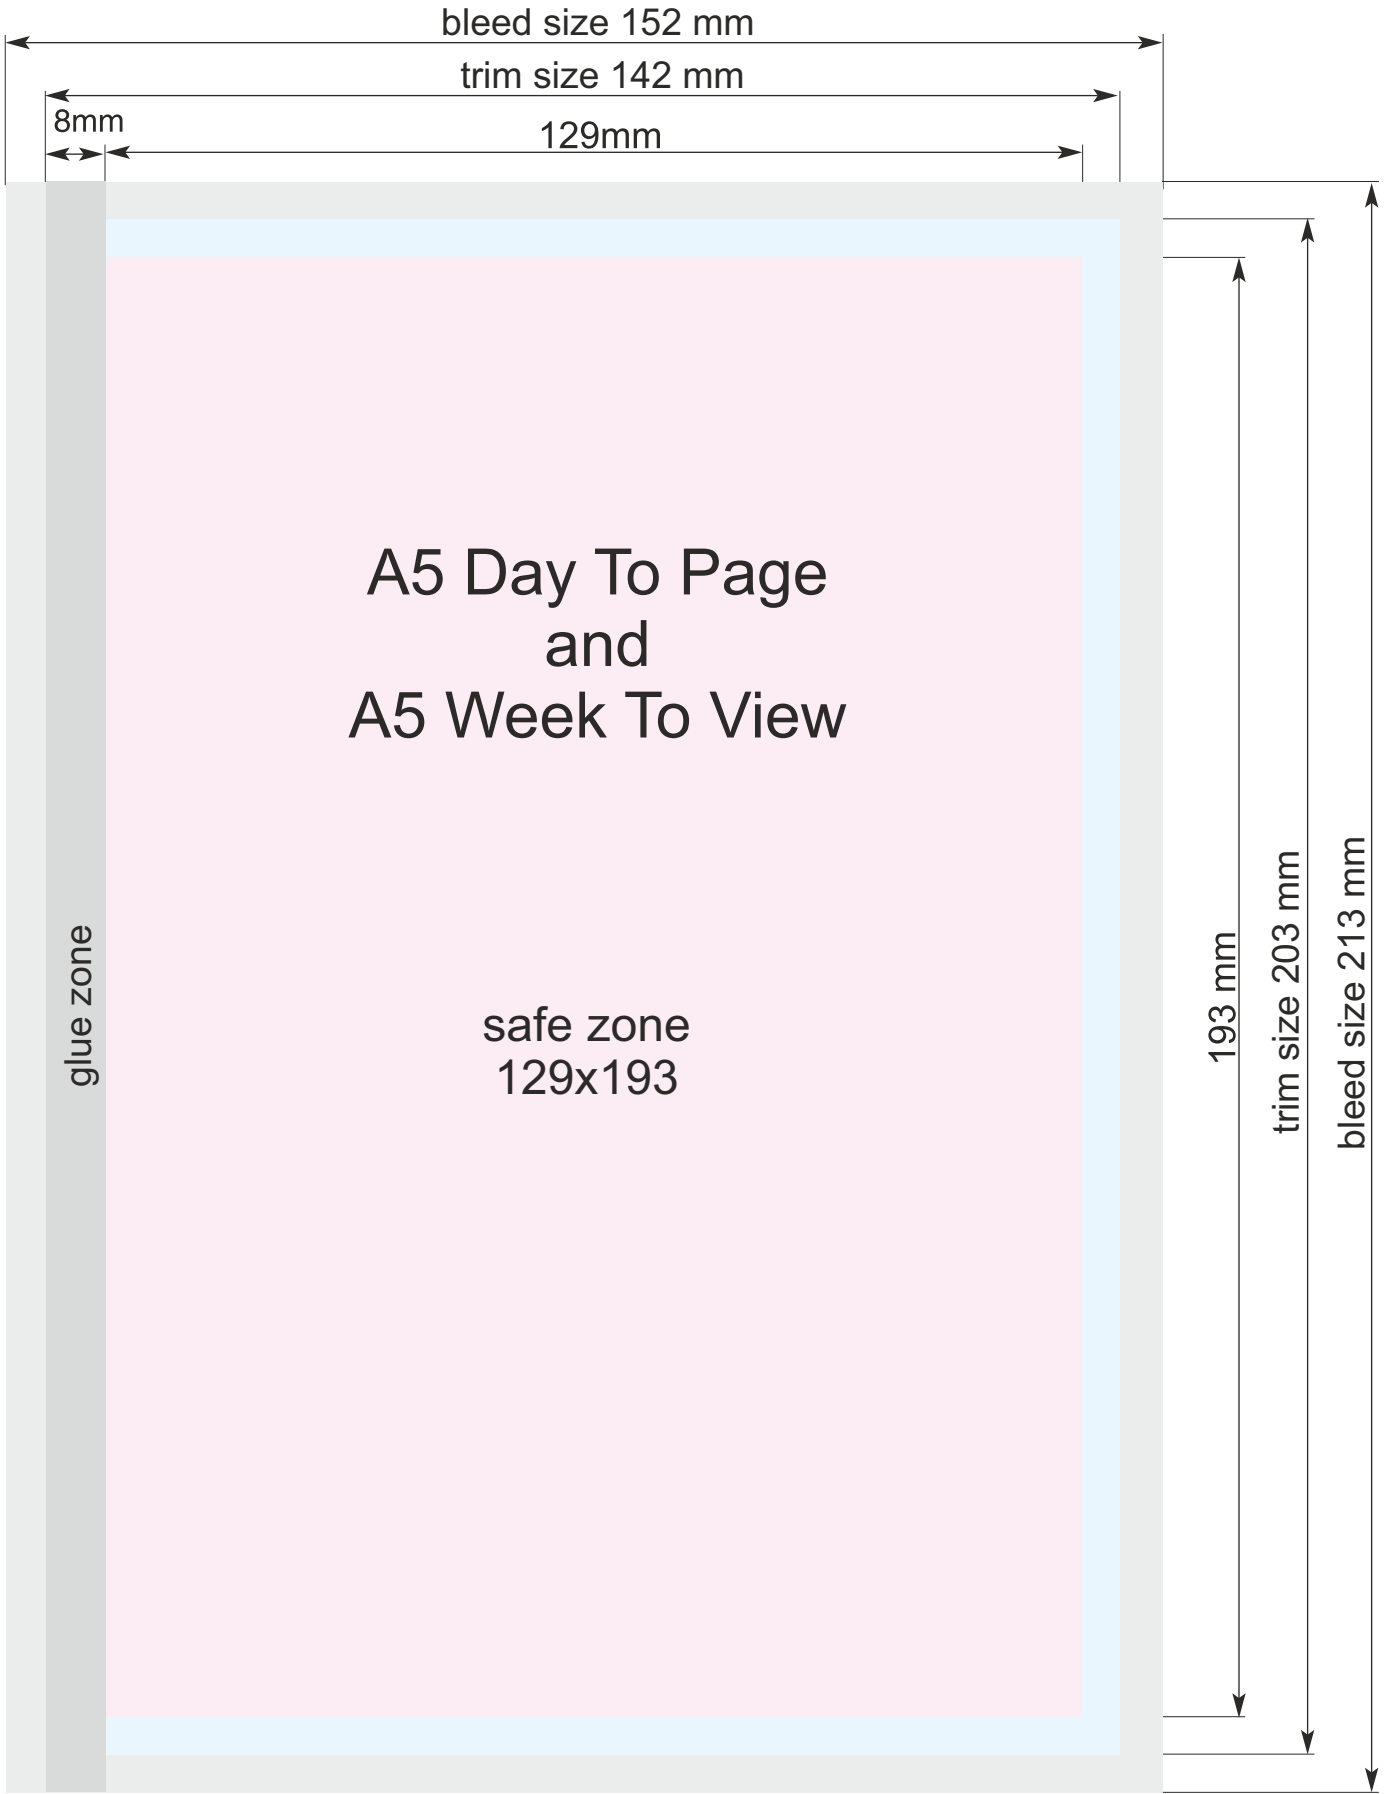 bleed size 152 mm
trim size 142 mm
8mm
129mm
A5 Day To Page
and
A5 Week To View
glue zone
safe zone
129x193
193 mm
trim size 203 mm
bleed size 213 mm